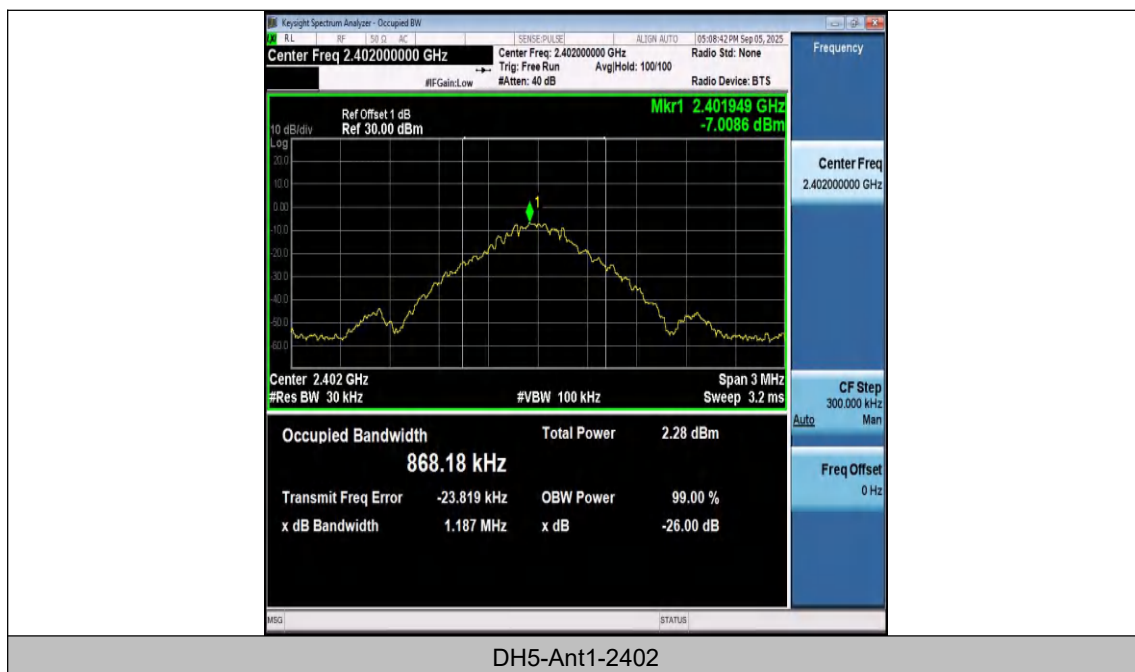 Keysight Spectrum Analyzer - Occupied BW
RL RF 50 Ω AC SENSE:PULSE ALIGN AUTO 05:08:42 PM Sep 05, 2025
Center Freq 2.402000000 GHz Center Freq: 2.402000000 GHz Radio Std: None
Trig: Free Run Avg|Hold: 100/100
#IFGain:Low #Atten: 40 dB Radio Device: BTS
Frequency
Mkr1 2.401949 GHz
-7.0086 dBm
Ref Offset 1 dB
10 dB/div Ref 30.00 dBm
Log
20.0
10.0
0.00
-10.0
-20.0
-30.0
-40.0
-50.0
-60.0
1
Center 2.402 GHz Span 3 MHz
#Res BW 30 kHz #VBW 100 kHz Sweep 3.2 ms
Occupied Bandwidth Total Power 2.28 dBm
868.18 kHz
Transmit Freq Error -23.819 kHz OBW Power 99.00 %
x dB Bandwidth 1.187 MHz x dB -26.00 dB
Center Freq
2.402000000 GHz
CF Step
300.000 kHz
Auto Man
Freq Offset
0 Hz
MSG STATUS
DH5-Ant1-2402